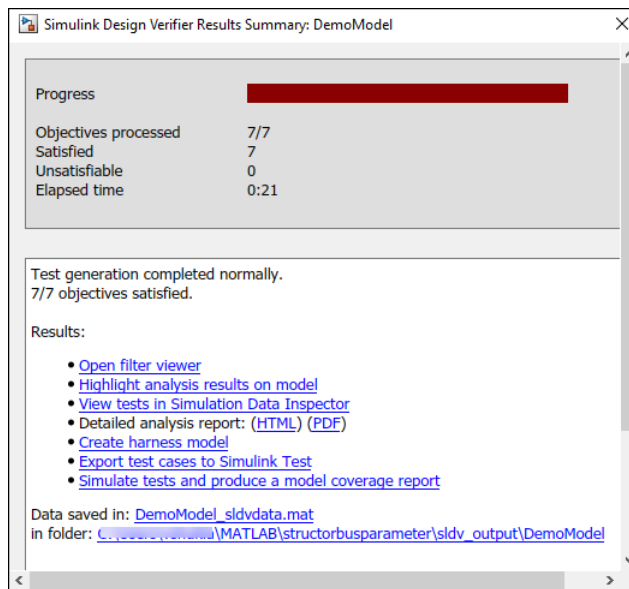 Simulink Design Verifier Results Summary: DemoModel
Progress
Objectives processed 7/7
Satisfied 7
Unsatisfiable 0
Elapsed time 0:21
Test generation completed normally.
7/7 objectives satisfied.
Results:
• Open filter viewer
• Highlight analysis results on model
• View tests in Simulation Data Inspector
• Detailed analysis report: (HTML) (PDF)
• Create harness model
• Export test cases to Simulink Test
• Simulate tests and produce a model coverage report
Data saved in: DemoModel_sldvdata.mat
in folder: \MATLAB\structorbusparameter\sldv_output\DemoModel